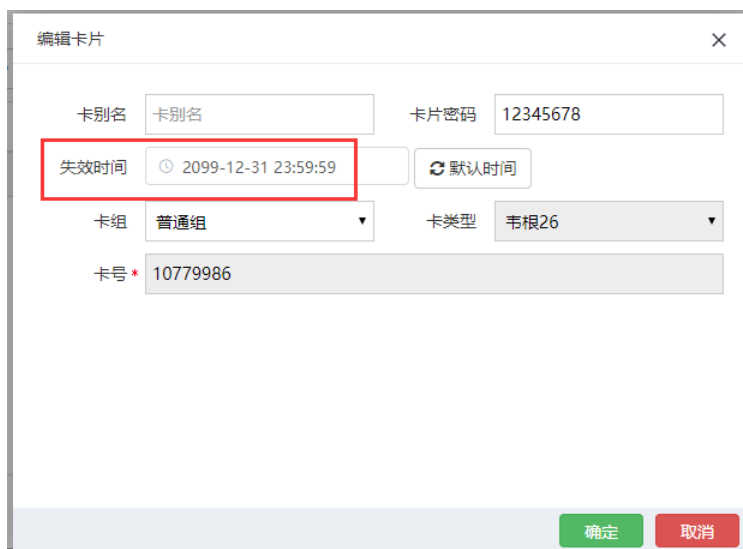 编辑卡片
卡别名 卡别名 卡片密码 12345678
失效时间 2099-12-31 23:59:59 默认时间
卡组 普通组 卡类型 韦根26
卡号* 10779986
确定 取消